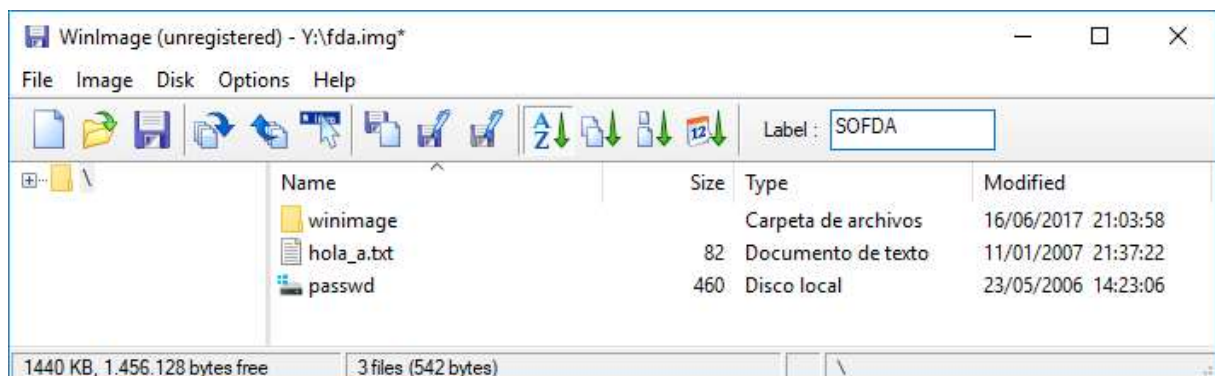 WinImage (unregistered) - Y:\fda.img*
File Image Disk Options Help
A Z 12 Label : SOFDA
\ Name Size Type Modified
winimage Carpeta de archivos 16/06/2017 21:03:58
hola_a.txt 82 Documento de texto 11/01/2007 21:37:22
passwd 460 Disco local 23/05/2006 14:23:06
1440 KB, 1.456.128 bytes free 3 files (542 bytes) \